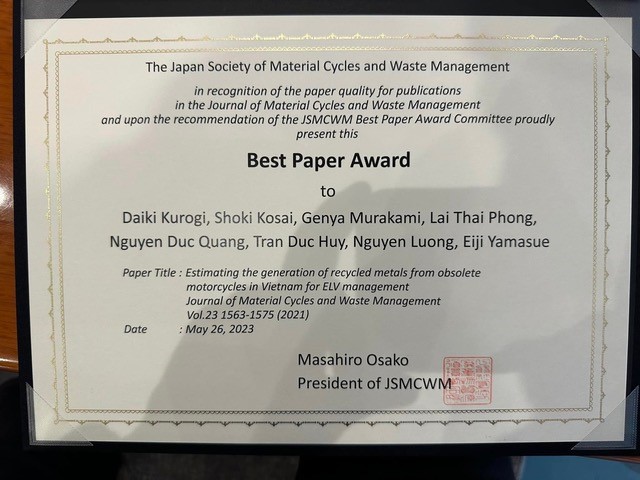 The Japan Society of Material Cycles and Waste Management
in recognition of the paper quality for publications
in the Journal of Material Cycles and Waste Management
and upon the recommendation of the JSMCWM Best Paper Award Committee proudly
present this
Best Paper Award
to
Daiki Kurogi, Shoki Kosai, Genya Murakami, Lai Thai Phong,
Nguyen Duc Quang, Tran Duc Huy, Nguyen Luong, Eiji Yamasue
Paper Title : Estimating the generation of recycled metals from obsolete
motorcycles in Vietnam for ELV management
Journal of Material Cycles and Waste Management
Vol.23 1563-1575 (2021)
Date : May 26, 2023
Masahiro Osako
President of JSMCWM